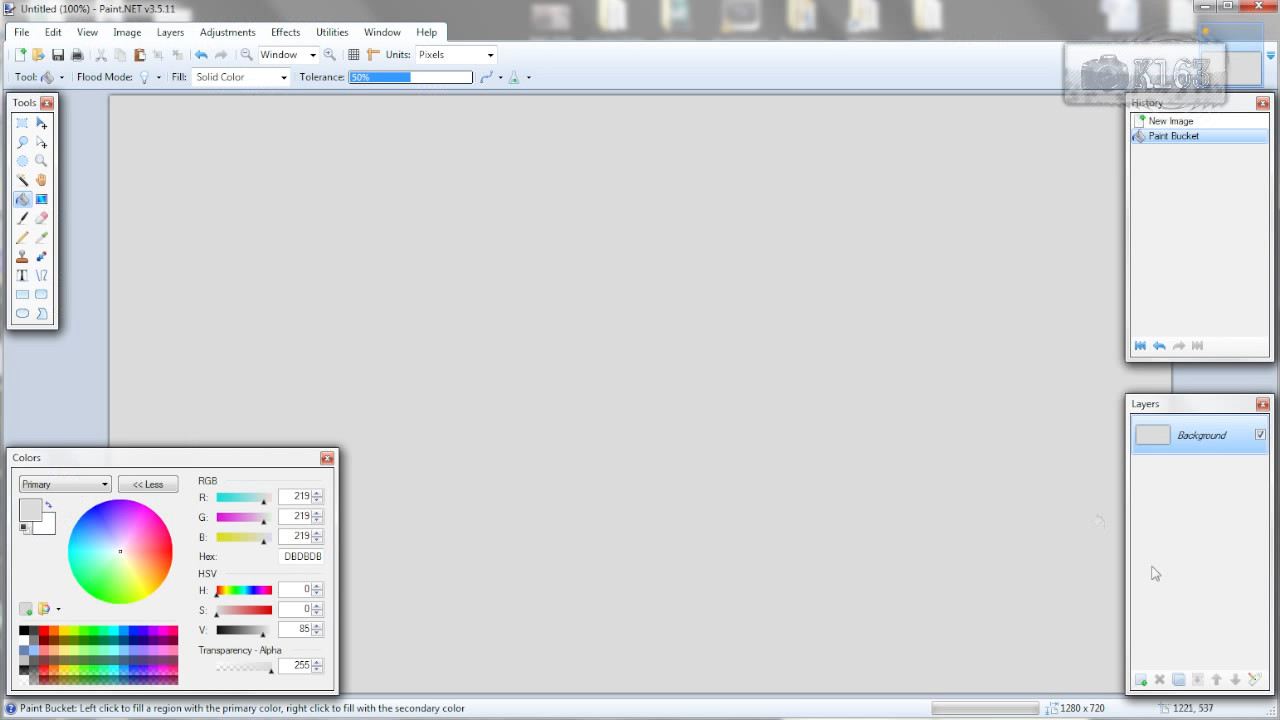 Untitled (100%) - Paint.NET v3.5.11
File Edit View Image Layers Adjustments Effects Utilities Window Help
Window Units: Pixels
Tool: Flood Mode: Fill: Solid Color Tolerance: 50%
K163
Tools
History
New Image
Paint Bucket
Layers
Background
Colors
Primary << Less
RGB
R: 219
G: 219
B: 219
Hex: DBDBDB
HSV
H: 0
S: 0
V: 85
Transparency - Alpha
255
Paint Bucket: Left click to fill a region with the primary color, right click to fill with the secondary color 1280 x 720 1221, 537